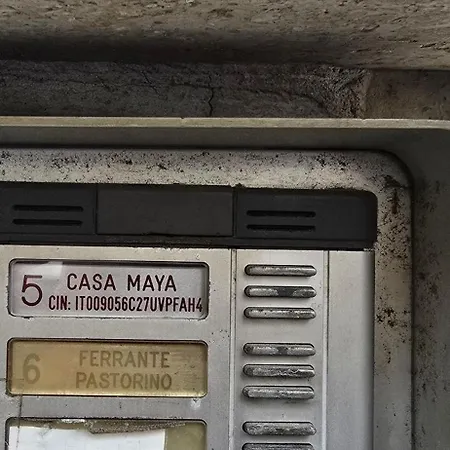 5 CASA MAYA
CIN: IT009056C27UVPFAH4
6 FERRANTE
PASTORINO